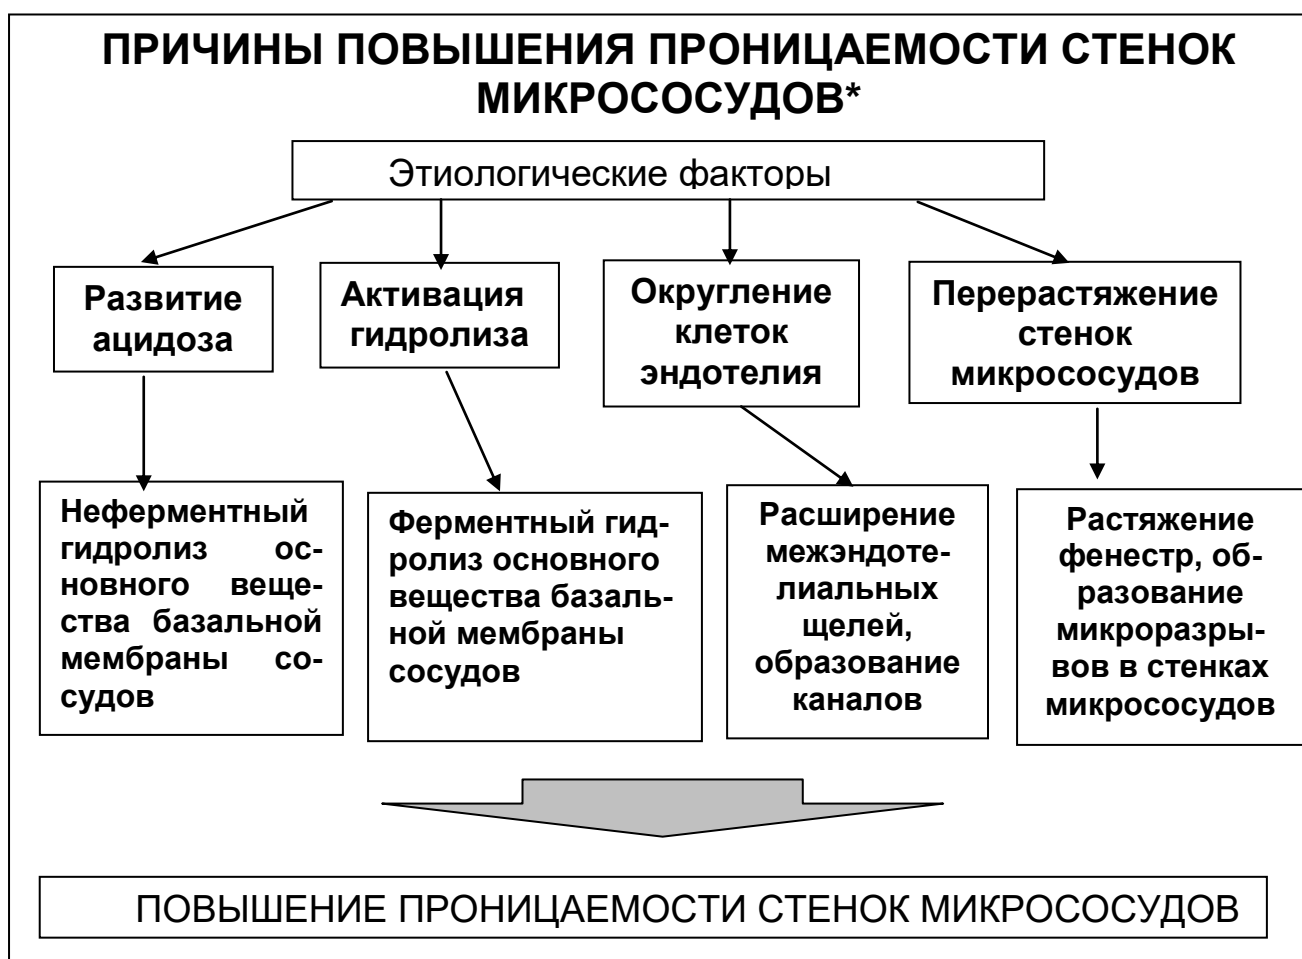 ПРИЧИНЫ ПОВЫШЕНИЯ ПРОНИЦАЕМОСТИ СТЕНОК
МИКРОСОСУДОВ*
Этиологические факторы
Развитие
ацидоза
Активация
гидролиза
Округление
клеток
эндотелия
Перерастяжение
стенок
микрососудов
Неферментный
гидролиз ос-
новного веще-
ства базальной
мембраны со-
судов
Ферментный гид-
ролиз основного
вещества базаль-
ной мембраны
сосудов
Расширение
межэндоте-
лиальных
щелей,
образование
каналов
Растяжение
фенестр, об-
разование
микроразры-
вов в стенках
микрососудов
ПОВЫШЕНИЕ ПРОНИЦАЕМОСТИ СТЕНОК МИКРОСОСУДОВ